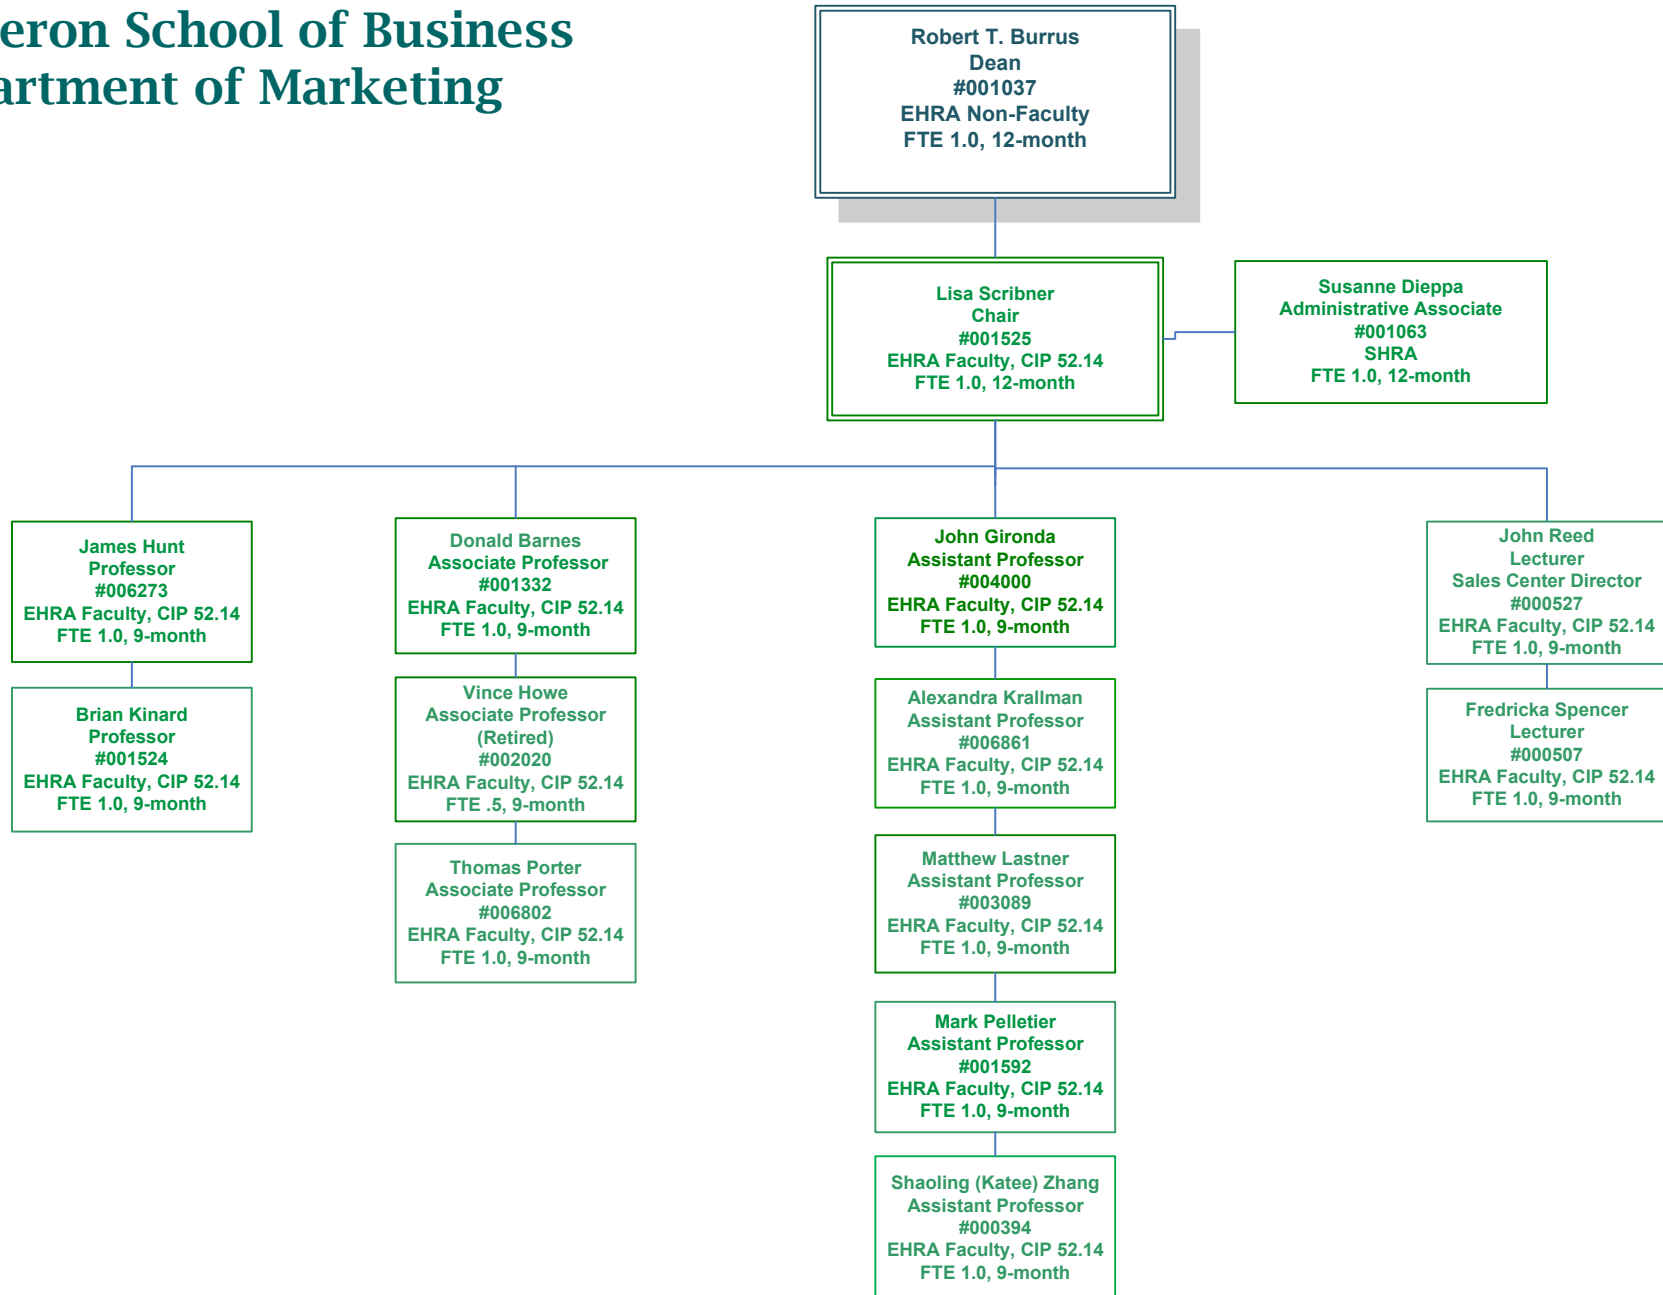 eron School of Business
artment of Marketing
Robert T. Burrus
Dean
#001037
EHRA Non-Faculty
FTE 1.0, 12-month
Lisa Scribner
Chair
#001525
EHRA Faculty, CIP 52.14
FTE 1.0, 12-month
Susanne Dieppa
Administrative Associate
#001063
SHRA
FTE 1.0, 12-month
James Hunt
Professor
#006273
EHRA Faculty, CIP 52.14
FTE 1.0, 9-month
Brian Kinard
Professor
#001524
EHRA Faculty, CIP 52.14
FTE 1.0, 9-month
Donald Barnes
Associate Professor
#001332
EHRA Faculty, CIP 52.14
FTE 1.0, 9-month
Vince Howe
Associate Professor
(Retired)
#002020
EHRA Faculty, CIP 52.14
FTE .5, 9-month
Thomas Porter
Associate Professor
#006802
EHRA Faculty, CIP 52.14
FTE 1.0, 9-month
John Gironda
Assistant Professor
#004000
EHRA Faculty, CIP 52.14
FTE 1.0, 9-month
Alexandra Krallman
Assistant Professor
#006861
EHRA Faculty, CIP 52.14
FTE 1.0, 9-month
Matthew Lastner
Assistant Professor
#003089
EHRA Faculty, CIP 52.14
FTE 1.0, 9-month
Mark Pelletier
Assistant Professor
#001592
EHRA Faculty, CIP 52.14
FTE 1.0, 9-month
Shaoling (Katee) Zhang
Assistant Professor
#000394
EHRA Faculty, CIP 52.14
FTE 1.0, 9-month
John Reed
Lecturer
Sales Center Director
#000527
EHRA Faculty, CIP 52.14
FTE 1.0, 9-month
Fredricka Spencer
Lecturer
#000507
EHRA Faculty, CIP 52.14
FTE 1.0, 9-month